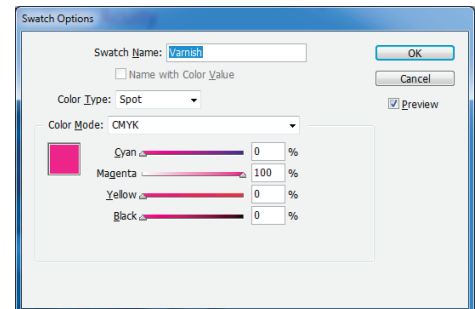 Swatch Options
Swatch Name: Varnish
OK
Name with Color Value
Cancel
Color Type: Spot
Preview
Color Mode: CMYK
Cyan 0 %
Magenta 100 %
Yellow 0 %
Black 0 %